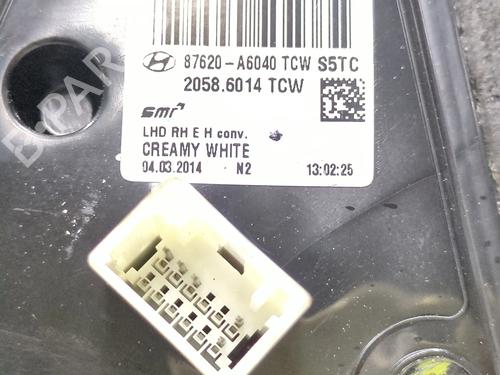 87620-A6040 TCW S5TC
2058.6014 TCW
smr
LHD RH E H conv.
CREAMY WHITE
04.03.2014 N2 13:02:25
B-PARTS